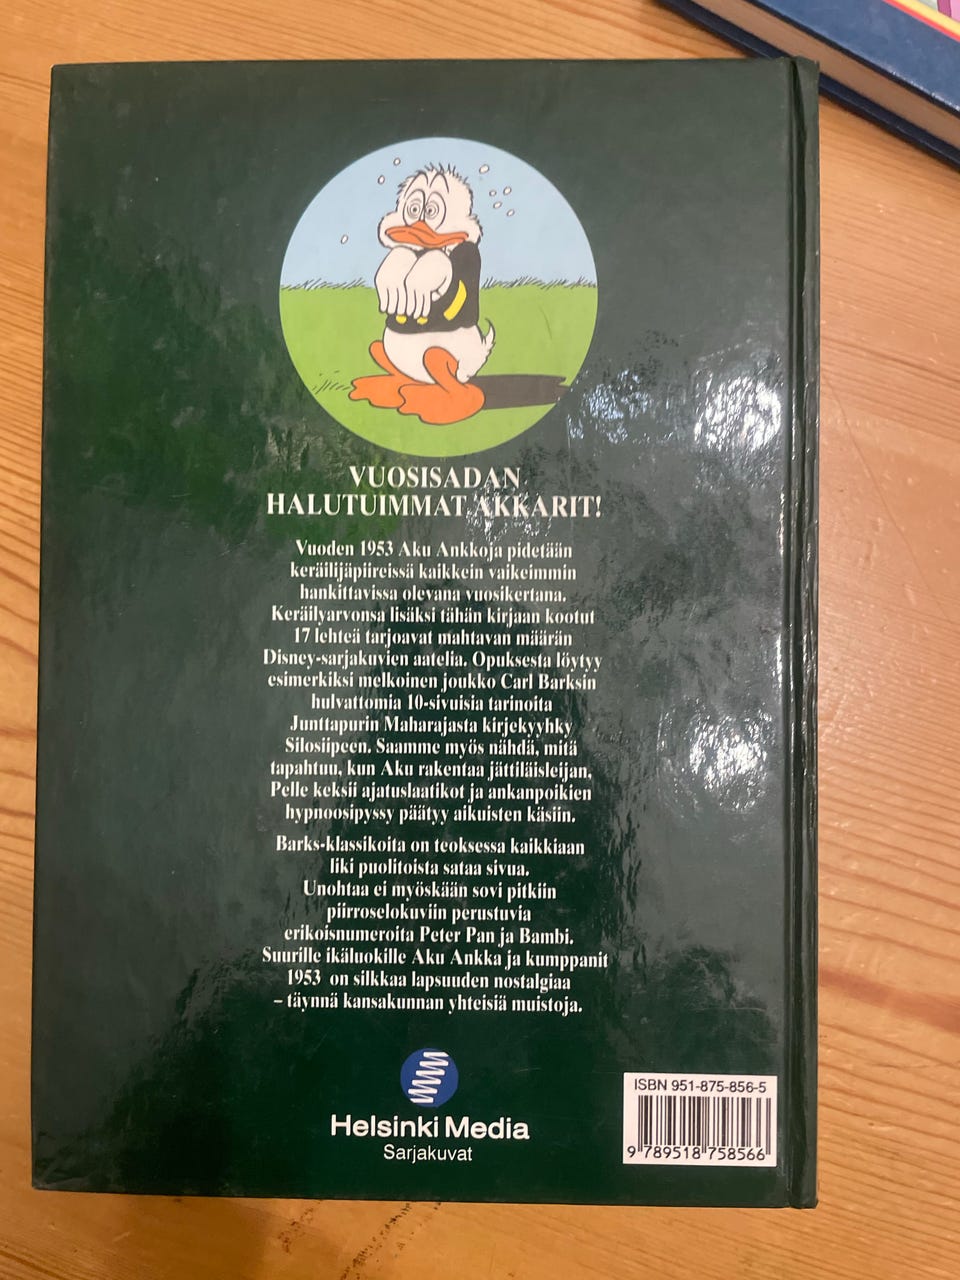 VUOSISADAN
HALUTUIMMAT AKKARIT!
Vuoden 1953 Aku Ankkoja pidetään
keräilijäpiireissä kaikkein vaikeimmin
hankittavissa olevana vuosikertana.
Keräilyarvonsa lisäksi tähän kirjaan kootut
17 lehteä tarjoavat mahtavan määrän
Disney-sarjakuvien aatelia. Opuksesta löytyy
esimerkiksi melkoinen joukko Carl Barksin
hulvattomia 10-sivuisia tarinoita
Junttapurin Maharajasta kirjekyyhky
Silosiipeen. Saamme myös nähdä, mitä
tapahtuu, kun Aku rakentaa jättiläisleijan,
Pelle keksii ajatuslaatikot ja ankanpoikien
hypnoosipyssy päätyy aikuisten käsiin.
Barks-klassikoita on teoksessa kaikkiaan
liki puolitoista sataa sivua.
Unohtaa ei myöskään sovi pitkiin
piirroselokuviin perustuvia
erikoisnumeroita Peter Pan ja Bambi.
Suurille ikäluokille Aku Ankka ja kumppanit
1953 on silkkaa lapsuuden nostalgiaa
– täynnä kansakunnan yhteisiä muistoja.
Helsinki Media
Sarjakuvat
ISBN 951-875-856-5
9 789518 758566